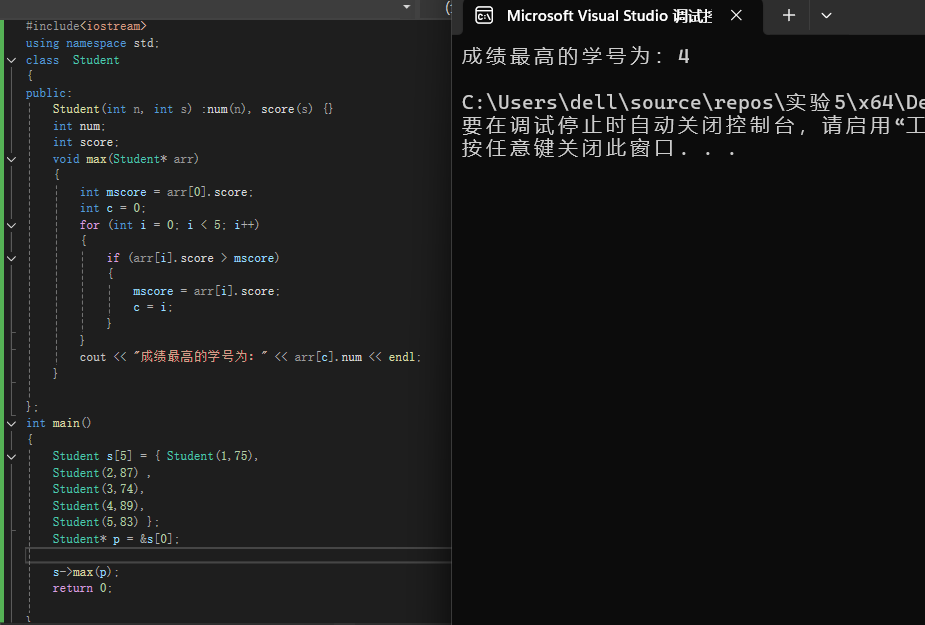 #include<iostream>
using namespace std;
class  Student
{
public:
    Student(int n, int s) :num(n), score(s) {}
    int num;
    int score;
    void max(Student* arr)
    {
        int mscore = arr[0].score;
        int c = 0;
        for (int i = 0; i < 5; i++)
        {
            if (arr[i].score > mscore)
            {
                mscore = arr[i].score;
                c = i;
            }
        }
        cout << "成绩最高的学号为: " << arr[c].num << endl;
    }
};
int main()
{
    Student s[5] = { Student(1,75),
    Student(2,87) ,
    Student(3,74),
    Student(4,89),
    Student(5,83) };
    Student* p = &s[0];
    s->max(p);
    return 0;
}
Microsoft Visual Studio 调试
成绩最高的学号为: 4
C:\Users\dell\source\repos\实验5\x64\De
要在调试停止时自动关闭控制台, 请启用“工
按任意键关闭此窗口. . .